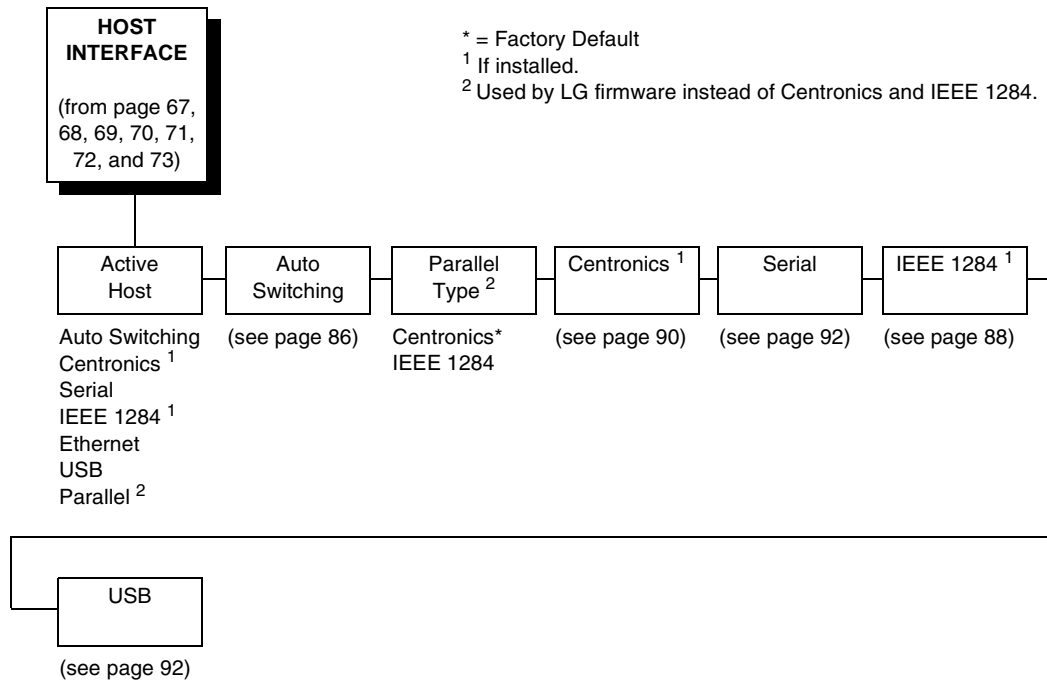 HOST
INTERFACE
(from page 67,
68, 69, 70, 71,
72, and 73)
* = Factory Default
1 If installed.
2 Used by LG firmware instead of Centronics and IEEE 1284.
Active
Host
Auto Switching
Centronics 1
Serial
IEEE 1284 1
Ethernet
USB
Parallel 2
Auto
Switching
(see page 86)
Parallel
Type 2
Centronics*
IEEE 1284
Centronics 1
(see page 90)
Serial
(see page 92)
IEEE 1284 1
(see page 88)
USB
(see page 92)